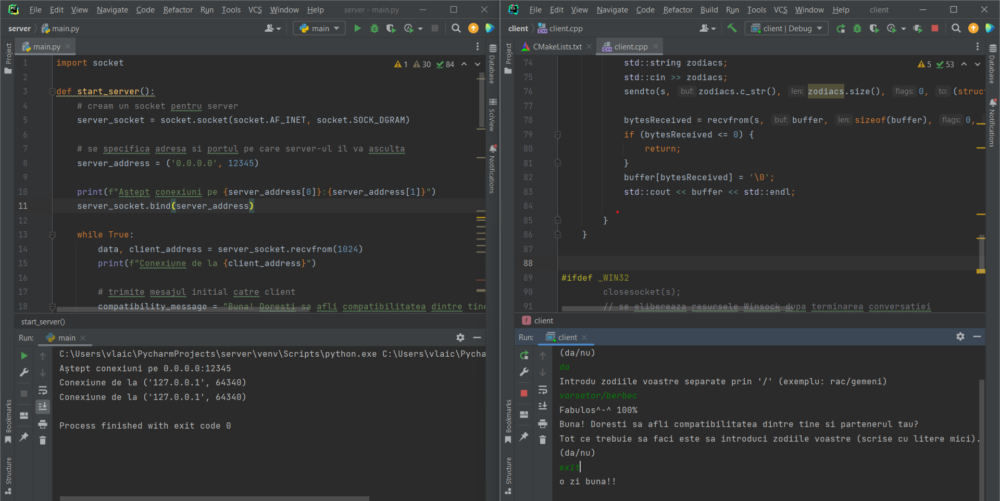 File Edit View Navigate Code Refactor Run Tools VCS Window Help server - main.py
server main.py main
Project
main.py
1 import socket
1 30 84
2
3 def start_server():
4 # cream un socket pentru server
5 server_socket = socket.socket(socket.AF_INET, socket.SOCK_DGRAM)
6
7 # se specifica adresa si portul pe care server-ul il va asculta
8 server_address = ('0.0.0.0', 12345)
9
10 print(f"Aștept conexiuni pe {server_address[0]}:{server_address[1]}")
11 server_socket.bind(server_address)
12
13 while True:
14 data, client_address = server_socket.recvfrom(1024)
15 print(f"Conexiune de la {client_address}")
16
17 # trimite mesajul initial catre client
18 compatibility_message = "Buna! Doresti sa afli compatibilitatea dintre tine
start_server()
Database
SciView
Notifications
Run: main
C:\Users\vlaic\PycharmProjects\server\venv\Scripts\python.exe C:\Users\vlaic\Pycha
Aștept conexiuni pe 0.0.0.0:12345
Conexiune de la ('127.0.0.1', 64340)
Conexiune de la ('127.0.0.1', 64340)
Process finished with exit code 0
Bookmarks
Structure
File Edit View Navigate Code Refactor Build Run Tools VCS Window Help client
client client.cpp client | Debug
Project
CMakeLists.txt client.cpp
74 std::string zodiacs;
5 53
75 std::cin >> zodiacs;
76 sendto(s, buf: zodiacs.c_str(), len: zodiacs.size(), flags: 0, to: (struct
77
78 bytesReceived = recvfrom(s, buf: buffer, len: sizeof(buffer), flags: 0,
79 if (bytesReceived <= 0) {
80 return;
81 }
82 buffer[bytesReceived] = '\0';
83 std::cout << buffer << std::endl;
84
85 }
86 }
87
88
89 #ifdef _WIN32
90 closesocket(s);
91 // se elibereaza resursele Winsock dupa terminarea conversatiei
f client
Database
Notifications
Run: client
(da/nu)
da
Introdu zodiile voastre separate prin '/' (exemplu: rac/gemeni)
varsator/berbec
Fabulos^-^ 100%
Buna! Doresti sa afli compatibilitatea dintre tine si partenerul tau?
Tot ce trebuie sa faci este sa introduci zodiile voastre (scrise cu litere mici).
(da/nu)
exit
o zi buna!!
Bookmarks
Structure